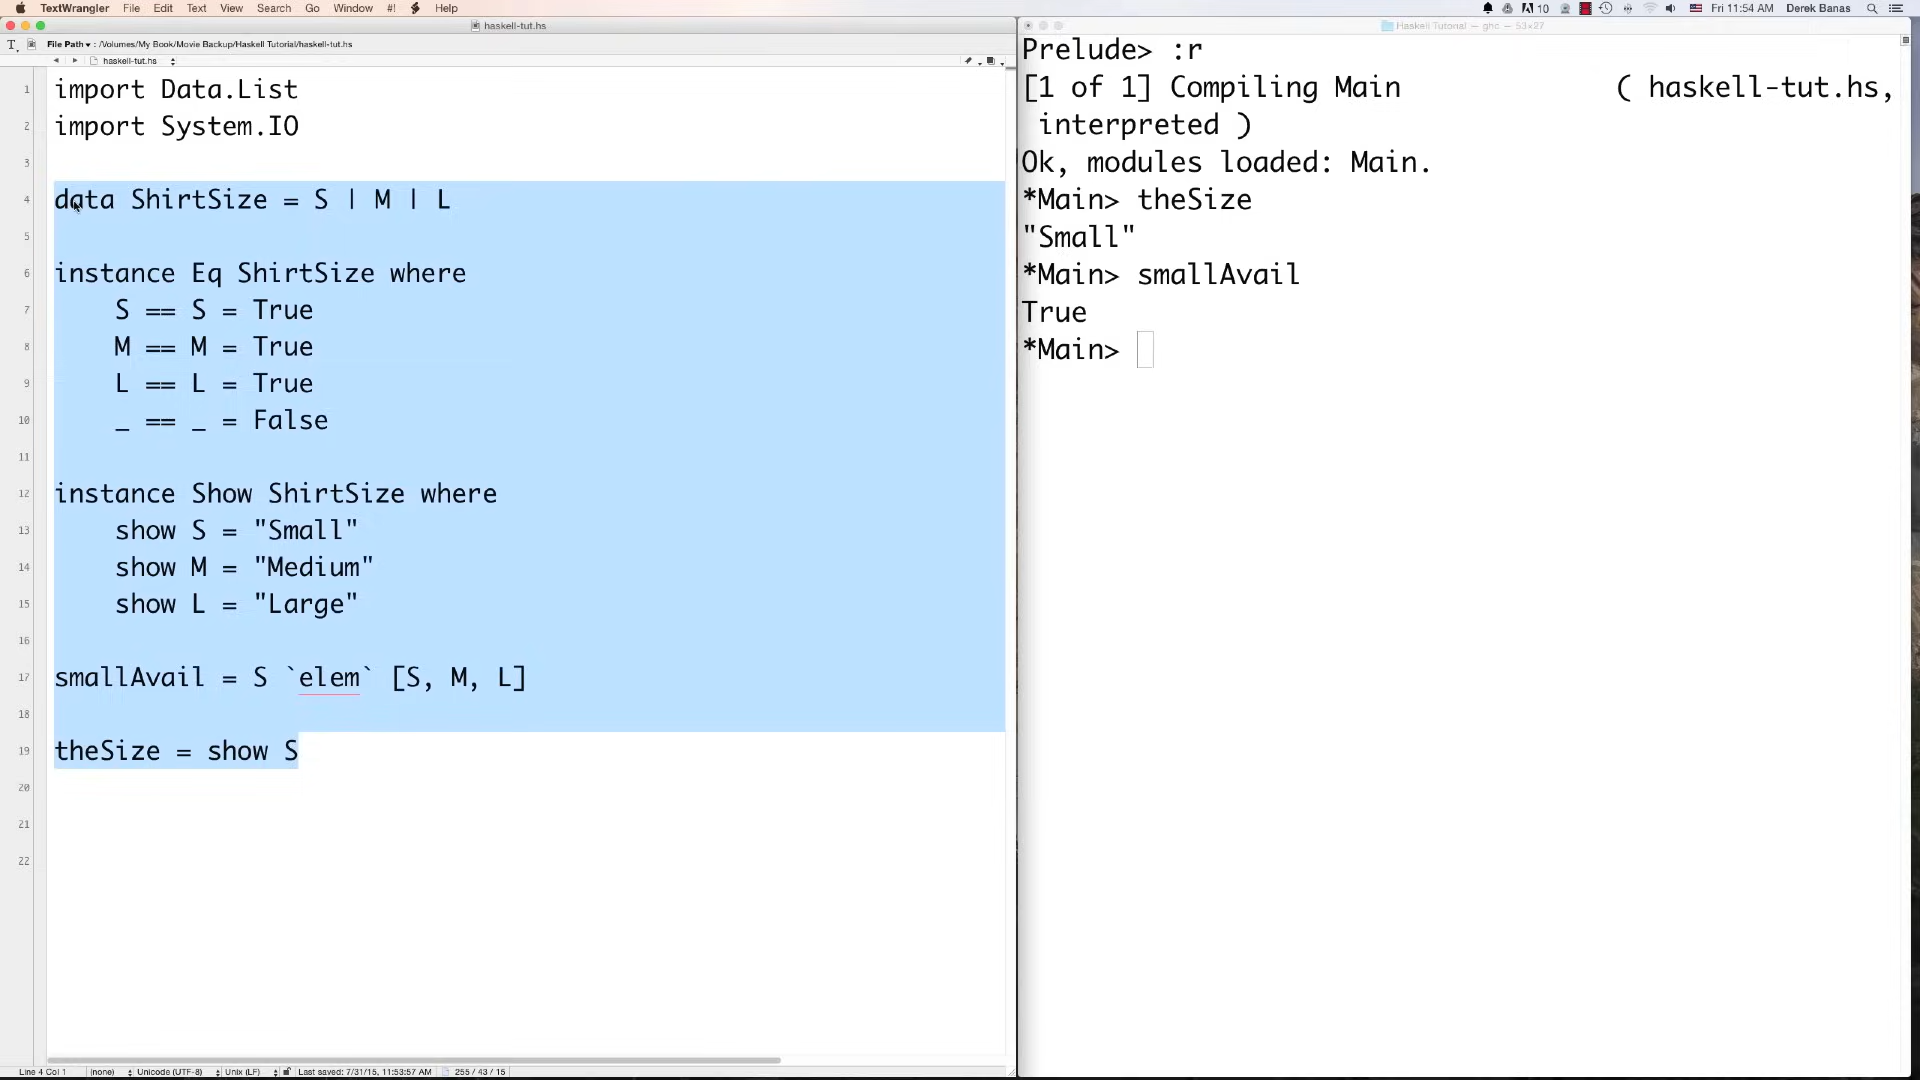 TextWrangler File Edit Text View Search Go Window #! Help
10 Fri 11:54 AM Derek Banas
haskell-tut.hs
File Path ▾ : /Volumes/My Book/Movie Backup/Haskell Tutorial/haskell-tut.hs
haskell-tut.hs
1 import Data.List
2 import System.IO
3
4 data ShirtSize = S | M | L
5
6 instance Eq ShirtSize where
7 S == S = True
8 M == M = True
9 L == L = True
10 _ == _ = False
11
12 instance Show ShirtSize where
13 show S = "Small"
14 show M = "Medium"
15 show L = "Large"
16
17 smallAvail = S `elem` [S, M, L]
18
19 theSize = show S
20
21
22
Line 4 Col 1 (none) Unicode (UTF-8) Unix (LF) Last saved: 7/31/15, 11:53:57 AM 255 / 43 / 15
Haskell Tutorial — ghc — 53×27
Prelude> :r
[1 of 1] Compiling Main ( haskell-tut.hs,
interpreted )
Ok, modules loaded: Main.
*Main> theSize
"Small"
*Main> smallAvail
True
*Main>